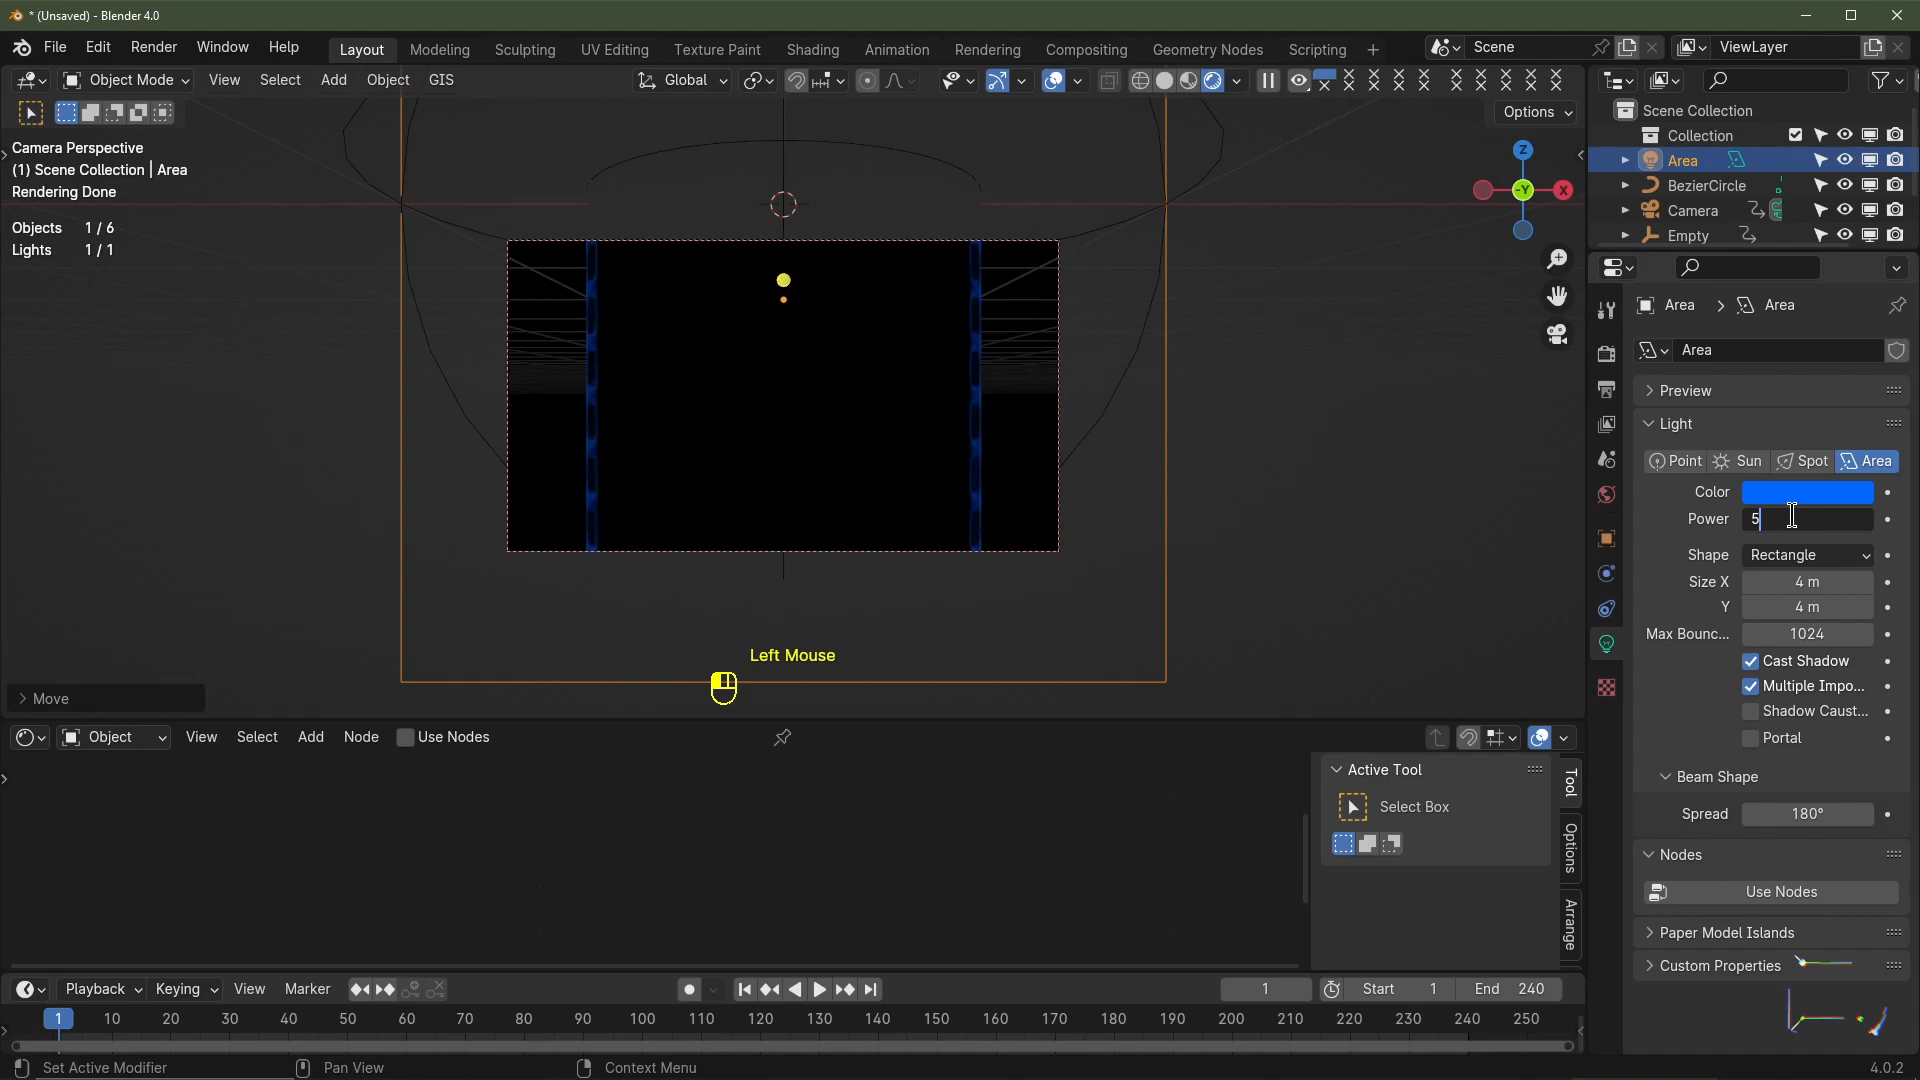 * (Unsaved) - Blender 4.0
File Edit Render Window Help
Layout Modeling Sculpting UV Editing Texture Paint Shading Animation Rendering Compositing Geometry Nodes Scripting +
Scene ViewLayer
Object Mode View Select Add Object GIS
Global
Options
Camera Perspective
(1) Scene Collection | Area
Rendering Done
Objects 1 / 6
Lights 1 / 1
Z
-Y
X
Left Mouse
Move
Scene Collection
Collection
Area
BezierCircle
Camera
Empty
Area > Area
Area
Preview
Light
Point Sun Spot Area
Color
Power 5
Shape Rectangle
Size X 4 m
Y 4 m
Max Bounc... 1024
Cast Shadow
Multiple Impo...
Shadow Caust...
Portal
Beam Shape
Spread 180°
Nodes
Use Nodes
Paper Model Islands
Custom Properties
Object View Select Add Node Use Nodes
Active Tool
Select Box
Tool
Options
Arrange
Playback Keying View Marker
1 Start 1 End 240
1 10 20 30 40 50 60 70 80 90 100 110 120 130 140 150 160 170 180 190 200 210 220 230 240 250
Set Active Modifier Pan View Context Menu 4.0.2